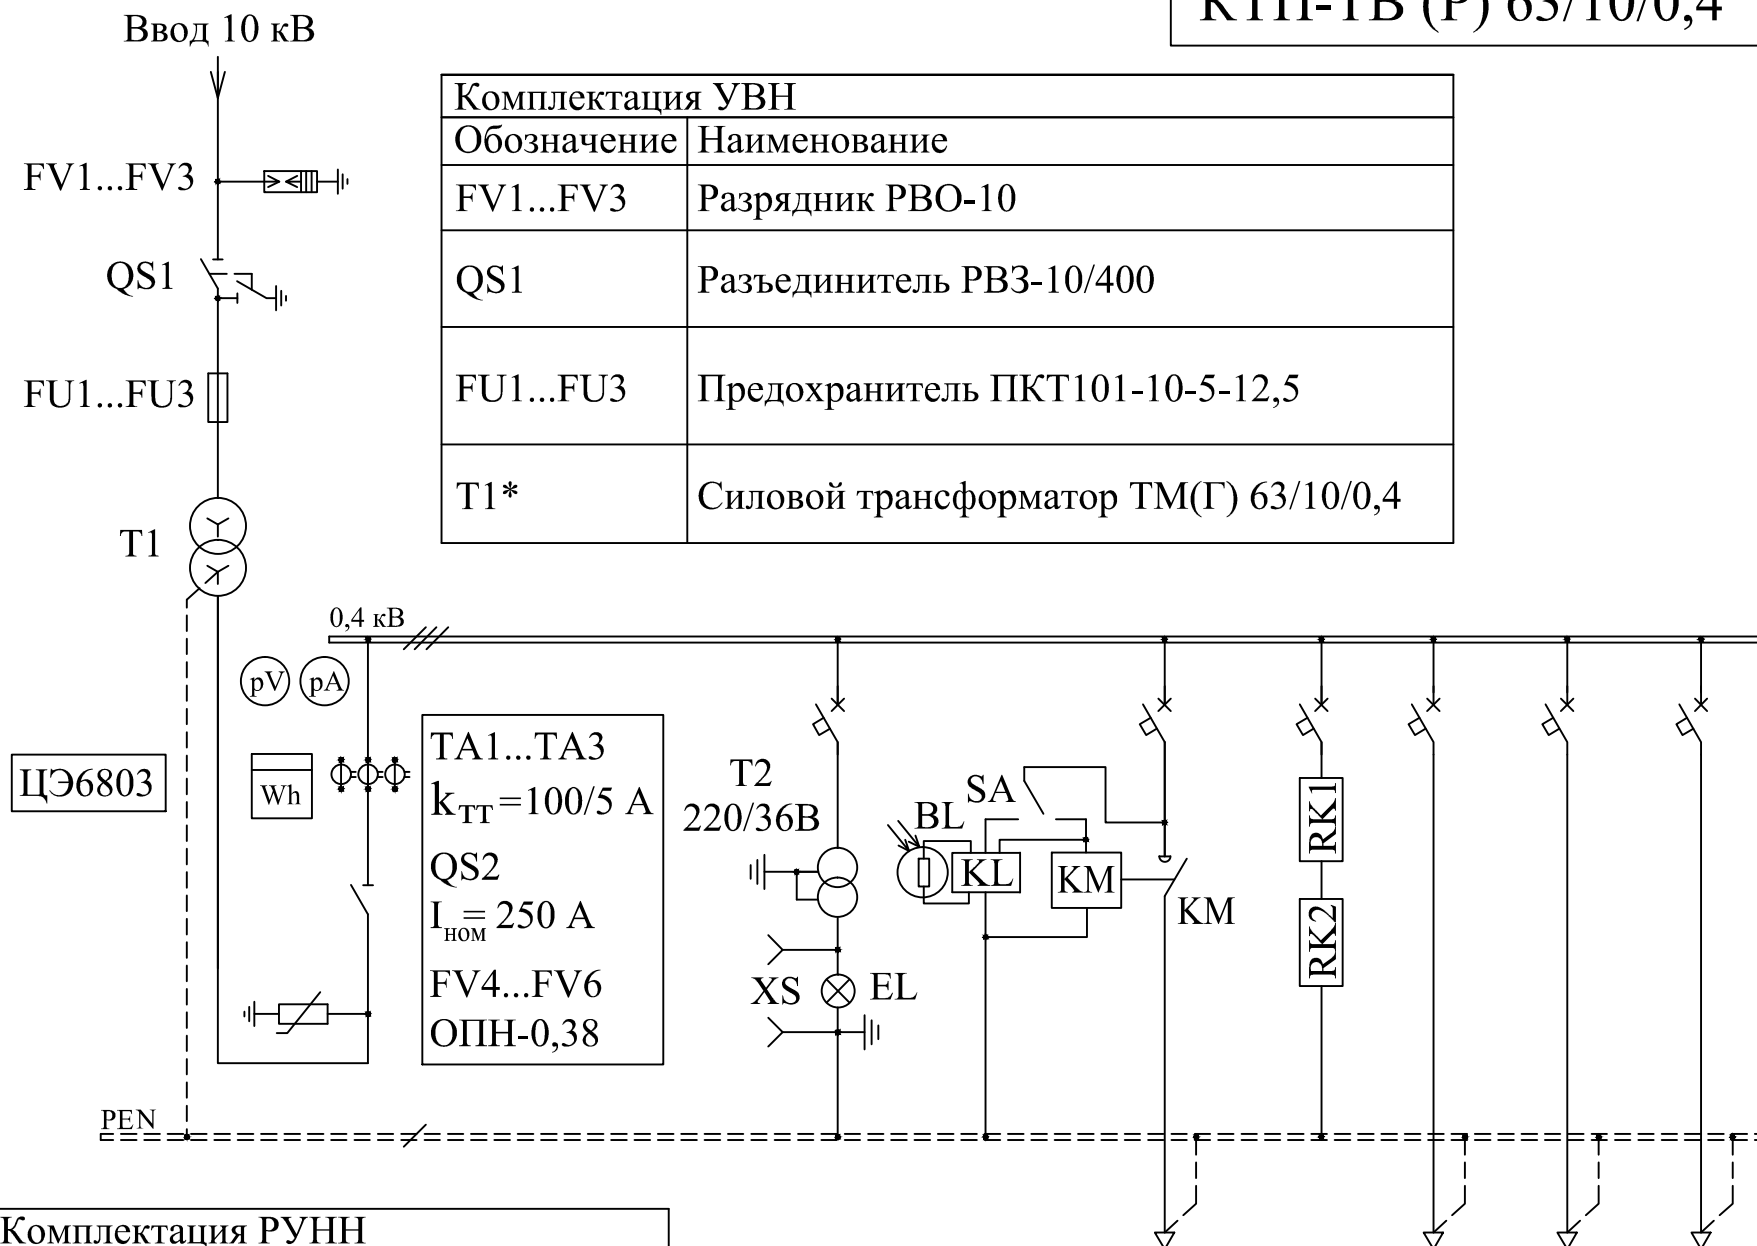 КТП-ТВ (Р) 63/10/0,4
Ввод 10 кВ
Комплектация УВН
Обозначение Наименование
FV1...FV3 Разрядник РВО-10
QS1 Разъединитель РВЗ-10/400
FU1...FU3 Предохранитель ПКТ101-10-5-12,5
T1* Силовой трансформатор ТМ(Г) 63/10/0,4
FV1...FV3
QS1
FU1...FU3
T1
0,4 кВ
pV pA
ЦЭ6803
Wh
TA1...TA3
kТТ=100/5 А
QS2
Iном= 250 А
FV4...FV6
ОПН-0,38
T2
220/36В
XS
EL
BL
SA
KL
KM
KM
RK1
RK2
PEN
Комплектация РУНН